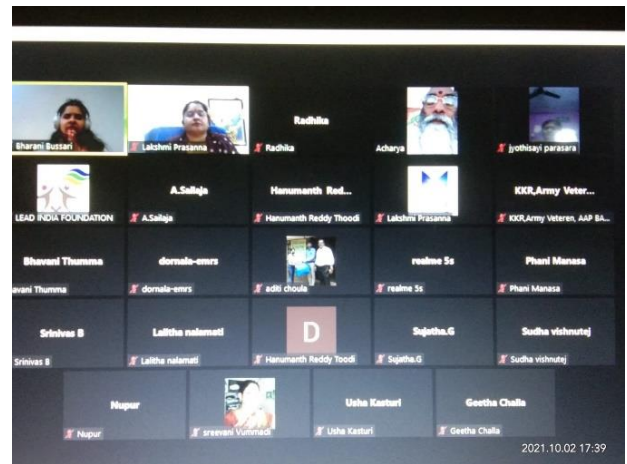 Radhika
Bharani Bussari
Lakshmi Prasanna
Radhika
Acharya
jyothisayi parasara
A.Sailaja
Hanumanth Red...
KKR,Army Veter...
LEAD INDIA FOUNDATION
A.Sailaja
Hanumanth Reddy Thoodi
Lakshmi Prasanna
KKR,Army Veteren, AAP BA...
Bhavani Thumma
dornala-emrs
realme 5s
Phani Manasa
avani Thumma
dornala-emrs
aditi choula
realme 5s
Phani Manasa
Srinivas B
Lalitha nalamati
D
Sujatha.G
Sudha vishnutej
Srinivas B
Lalitha nalamati
Hanumanth Reddy Toodi
Sujatha.G
Sudha vishnutej
Nupur
Usha Kasturi
Geetha Challa
Nupur
sreevani Vummadi
Usha Kasturi
Geetha Challa
2021.10.02 17:39